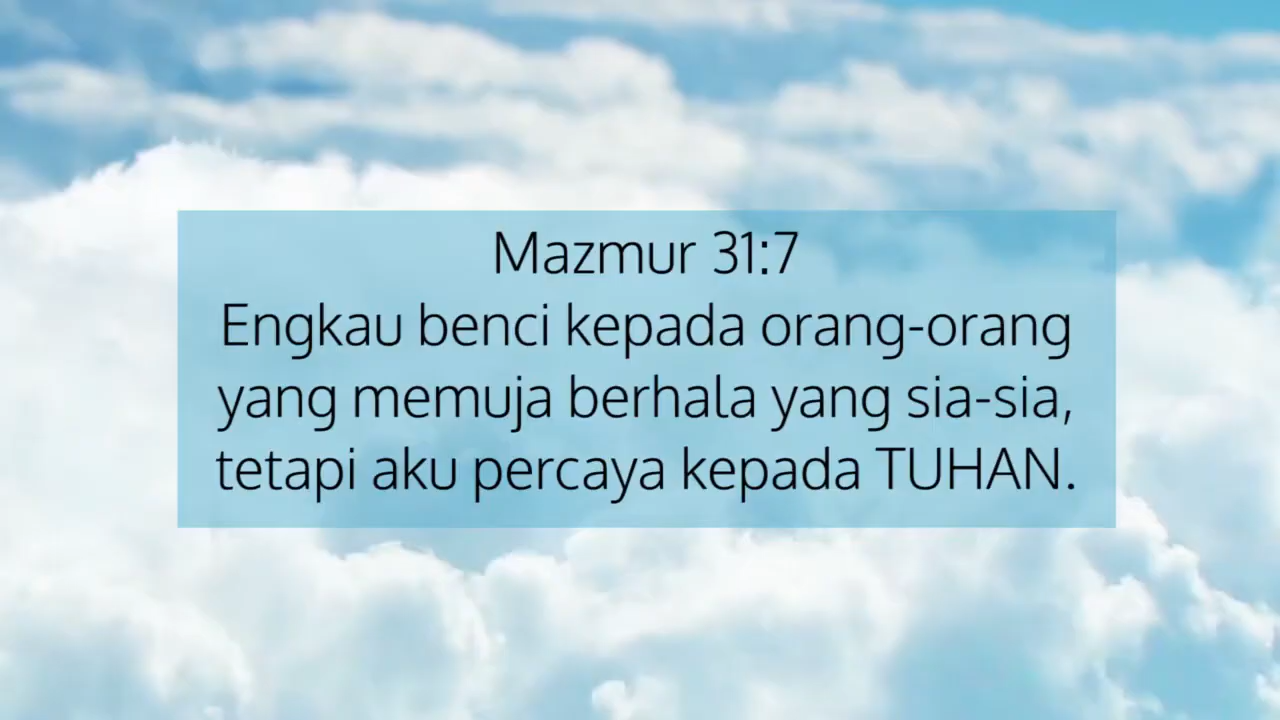 Mazmur 31:7
Engkau benci kepada orang-orang
yang memuja berhala yang sia-sia,
tetapi aku percaya kepada TUHAN.